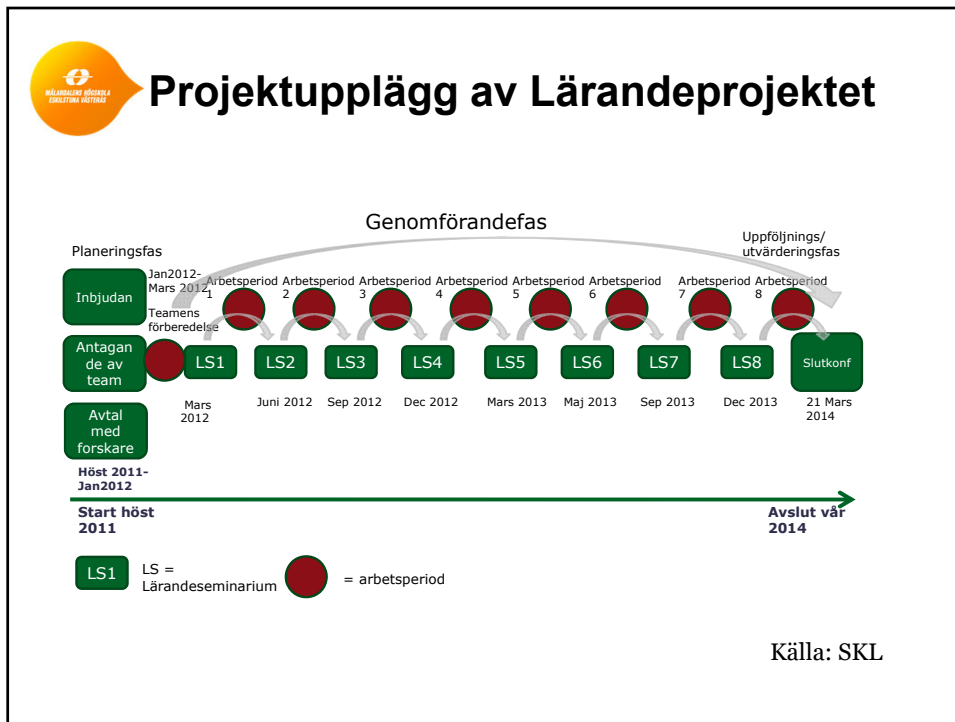 MÄLARDALENS HÖGSKOLA
ESKILSTUNA VÄSTERÅS
Projektupplägg av Lärandeprojektet
Genomförandefas
Planeringsfas
Uppföljnings/
utvärderingsfas
Inbjudan
Jan2012-
Mars 2012
Teamens
förberedelse
Arbetsperiod
1
Arbetsperiod
2
Arbetsperiod
3
Arbetsperiod
4
Arbetsperiod
5
Arbetsperiod
6
Arbetsperiod
7
Arbetsperiod
8
Antagan
de av
team
LS1
LS2
LS3
LS4
LS5
LS6
LS7
LS8
Slutkonf
Mars
2012
Juni 2012
Sep 2012
Dec 2012
Mars 2013
Maj 2013
Sep 2013
Dec 2013
21 Mars
2014
Avtal
med
forskare
Höst 2011-
Jan2012
Start höst
2011
Avslut vår
2014
LS1
LS =
Lärandeseminarium
= arbetsperiod
Källa: SKL